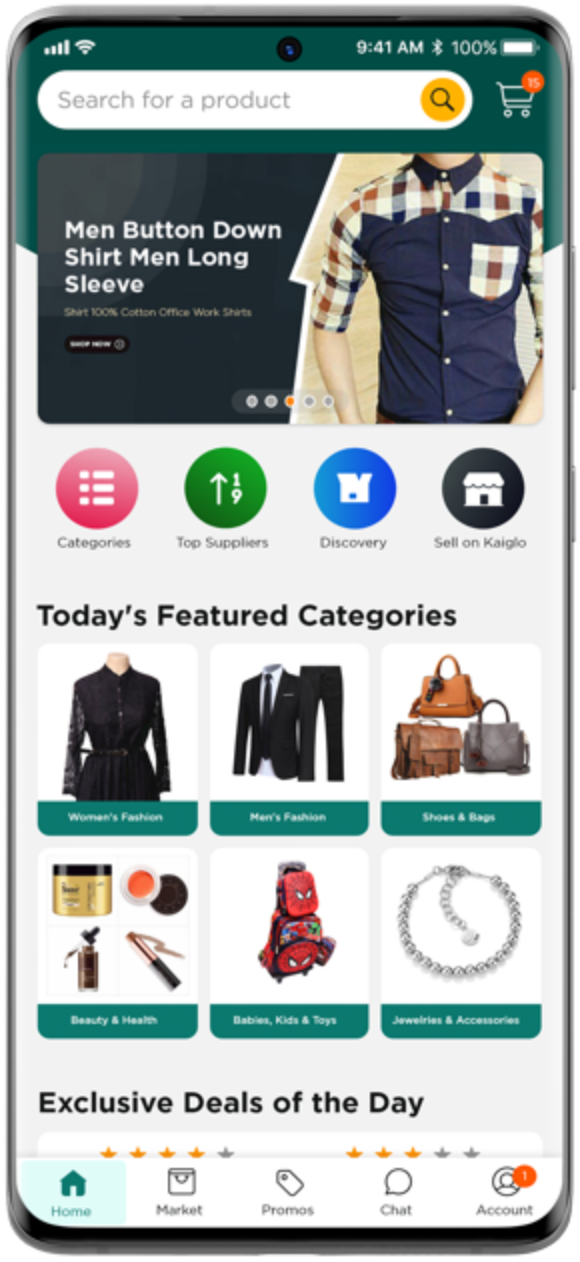 9:41 AM 100%
Search for a product
15
Men Button Down
Shirt Men Long
Sleeve
Shirt 100% Cotton Office Work Shirts
SHOP NOW
1
9
Categories
Top Suppliers
Discovery
Sell on Kaiglo
Today's Featured Categories
Women's Fashion
Men's Fashion
Shoes & Bags
Beauty & Health
Babies, Kids & Toys
Jewelries & Accessories
Exclusive Deals of the Day
1
Home
Market
Promos
Chat
Account